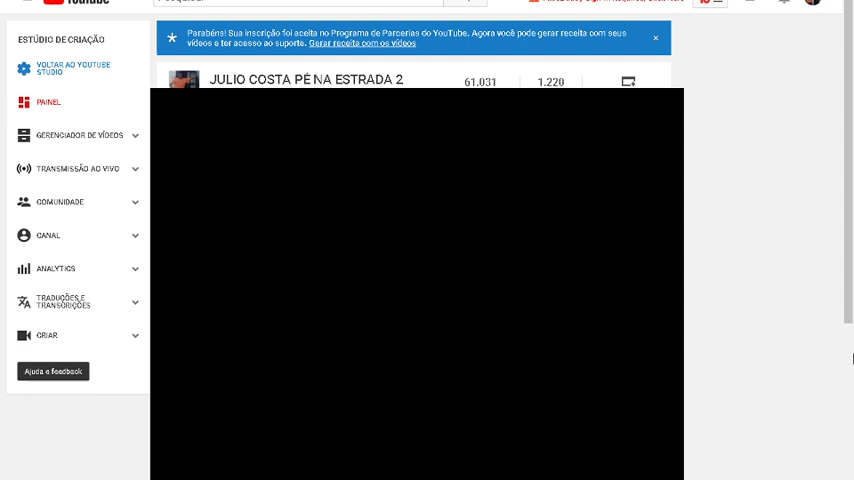 YouTube
ESTÚDIO DE CRIAÇÃO
VOLTAR AO YOUTUBE
STUDIO
PAINEL
GERENCIADOR DE VÍDEOS
TRANSMISSÃO AO VIVO
COMUNIDADE
CANAL
ANALYTICS
TRADUÇÕES E
TRANSCRIÇÕES
CRIAR
Ajuda e feedback
Parabéns! Sua inscrição foi aceita no Programa de Parcerias do YouTube. Agora você pode gerar receita com seus
vídeos e ter acesso ao suporte. Gerar receita com os vídeos
JULIO COSTA PÉ NA ESTRADA 2
61.031
1.220